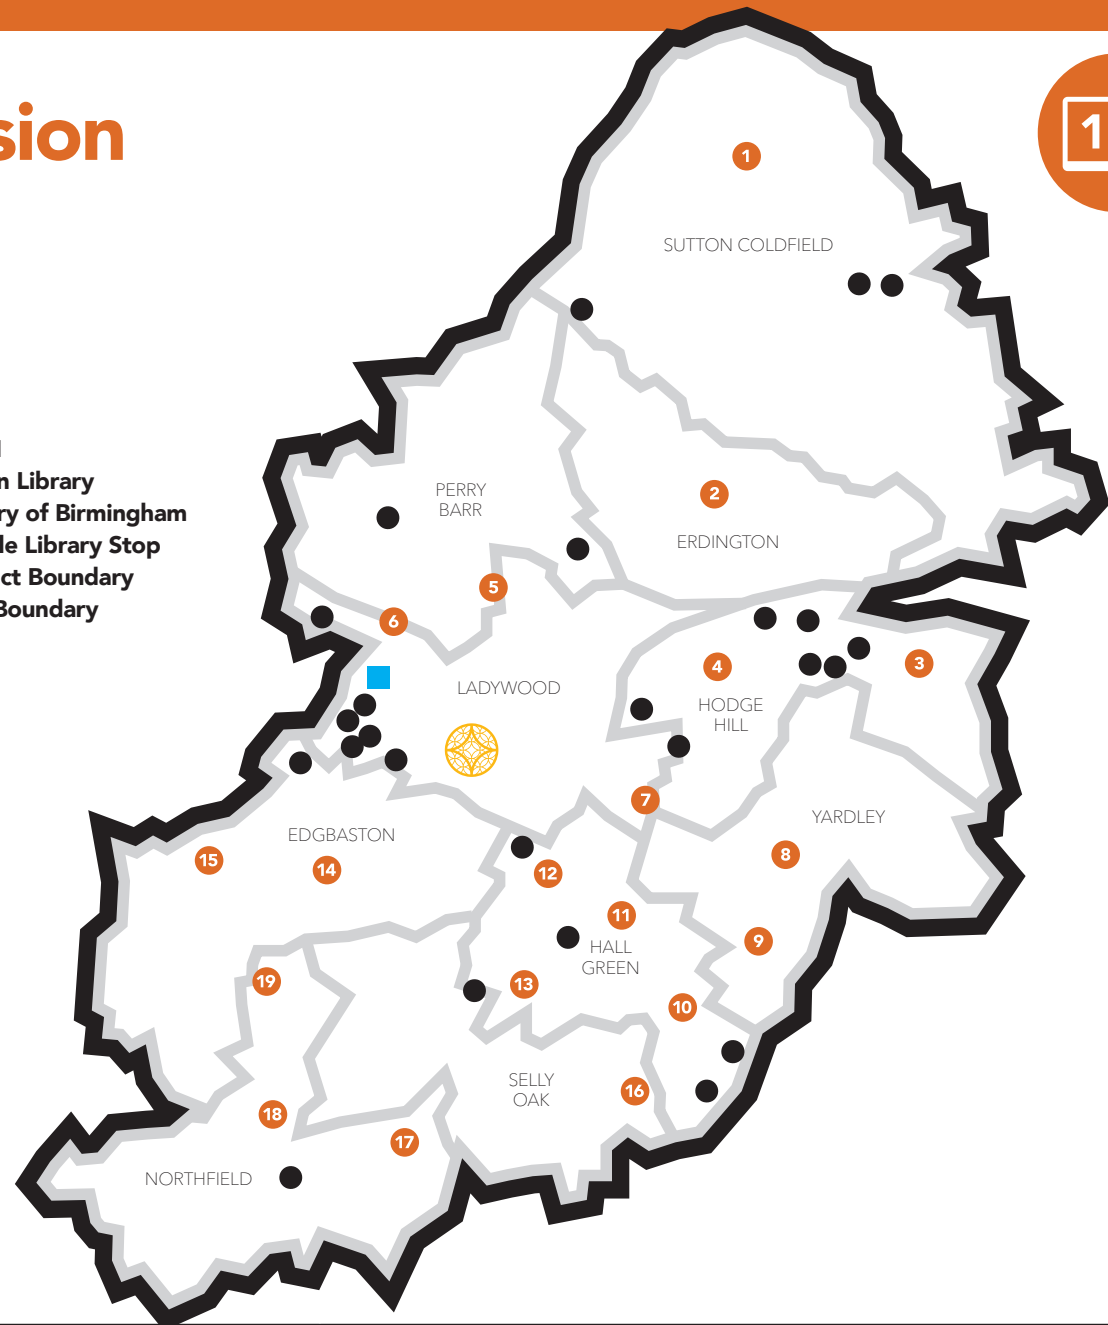 sion
1
1
SUTTON COLDFIELD
n Library
ry of Birmingham
le Library Stop
ct Boundary
Boundary
PERRY
BARR
2
ERDINGTON
5
6
4
3
LADYWOOD
HODGE
HILL
7
YARDLEY
EDGBASTON
8
15
14
12
11
9
HALL
GREEN
19
13
10
SELLY
OAK
16
18
17
NORTHFIELD